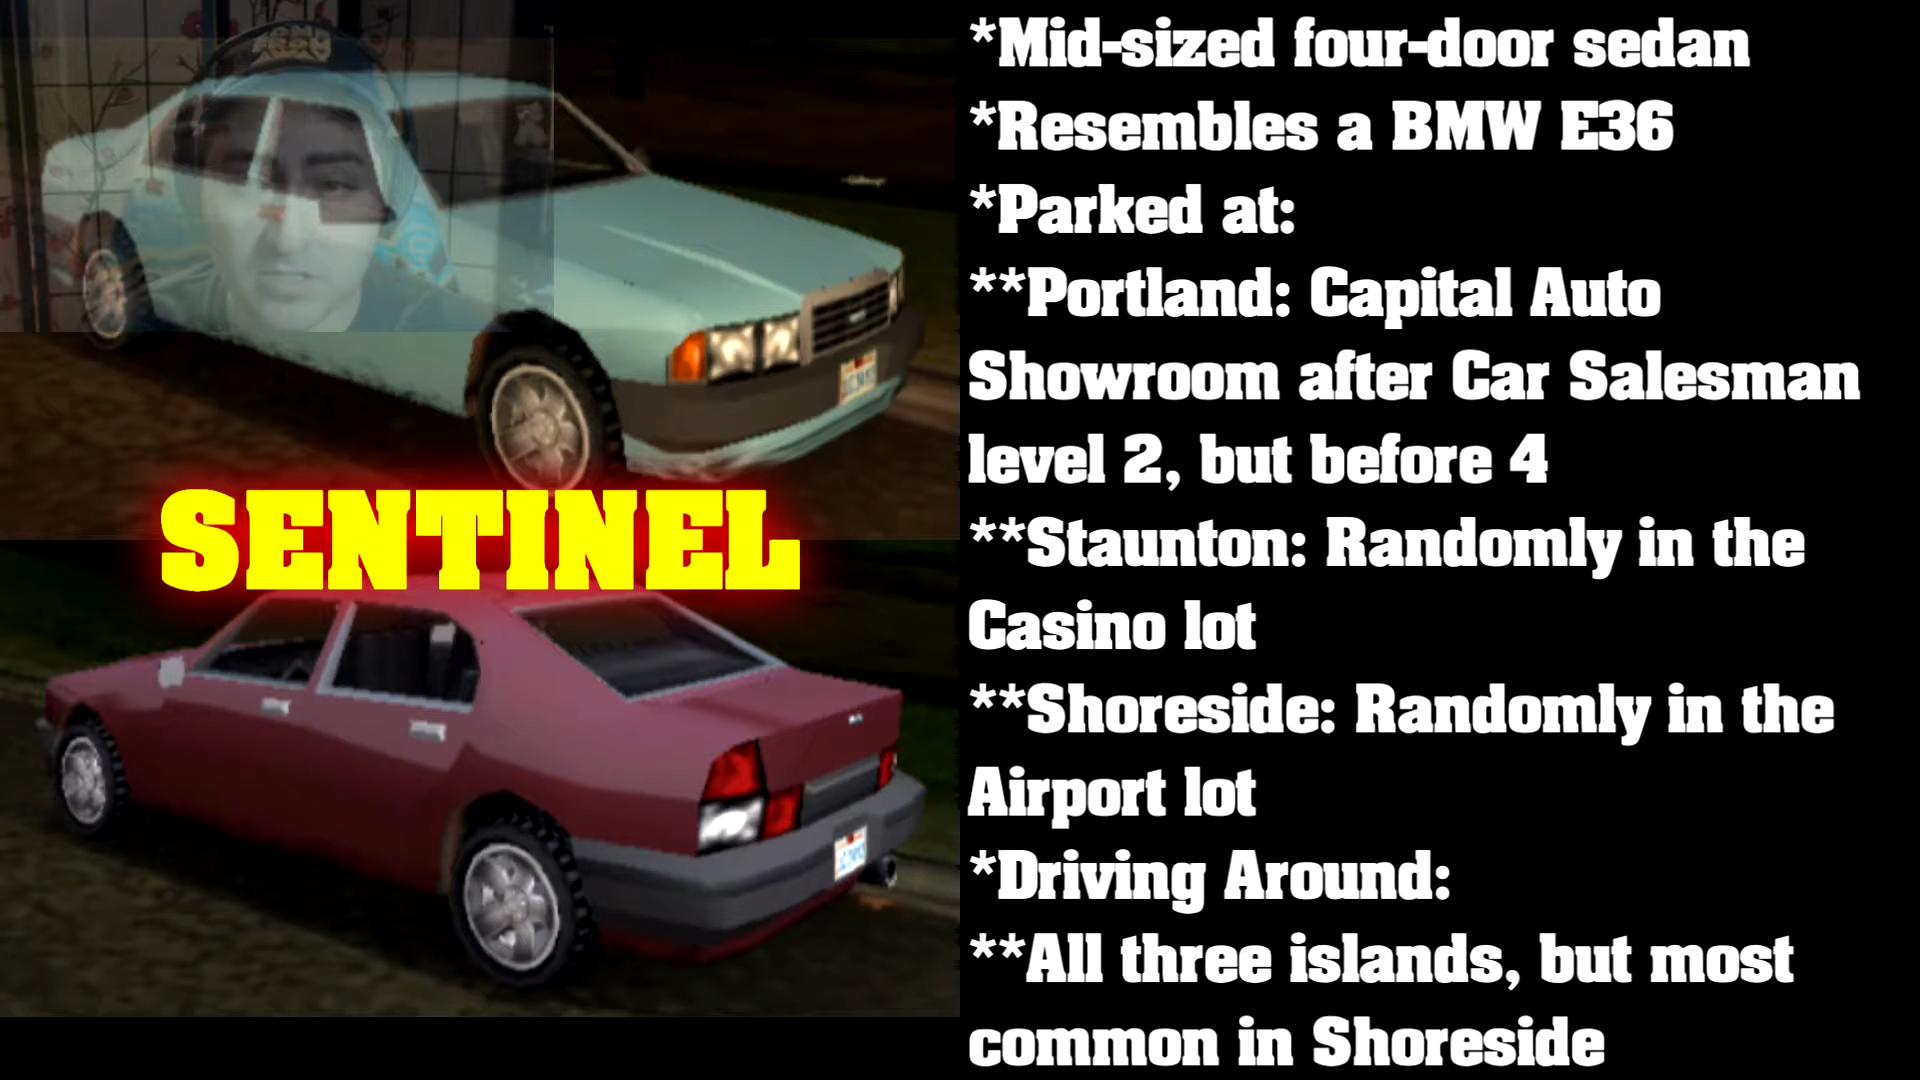 *Mid-sized four-door sedan
*Resembles a BMW E36
*Parked at:
**Portland: Capital Auto
Showroom after Car Salesman
level 2, but before 4
**Staunton: Randomly in the
Casino lot
**Shoreside: Randomly in the
Airport lot
*Driving Around:
**All three islands, but most
common in Shoreside
SENTINEL